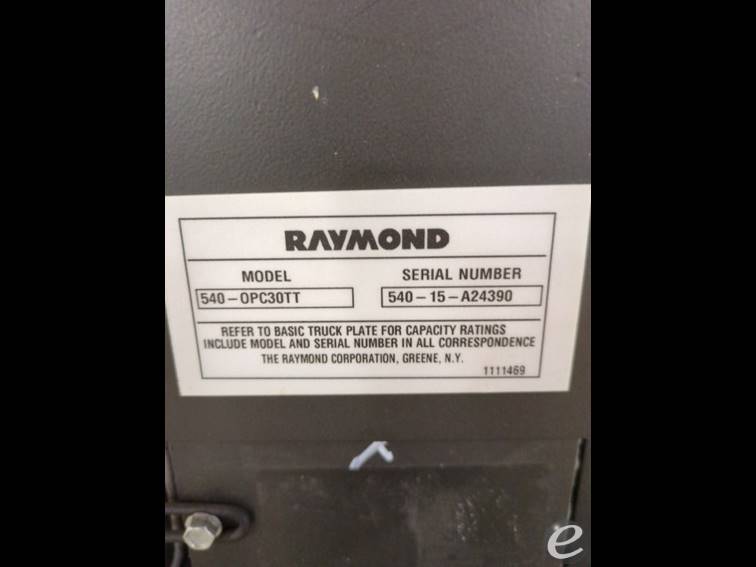 RAYMOND
MODEL SERIAL NUMBER
540-OPC30TT 540-15-A24390
REFER TO BASIC TRUCK PLATE FOR CAPACITY RATINGS
INCLUDE MODEL AND SERIAL NUMBER IN ALL CORRESPONDENCE
THE RAYMOND CORPORATION, GREENE, N.Y.
1111469
e